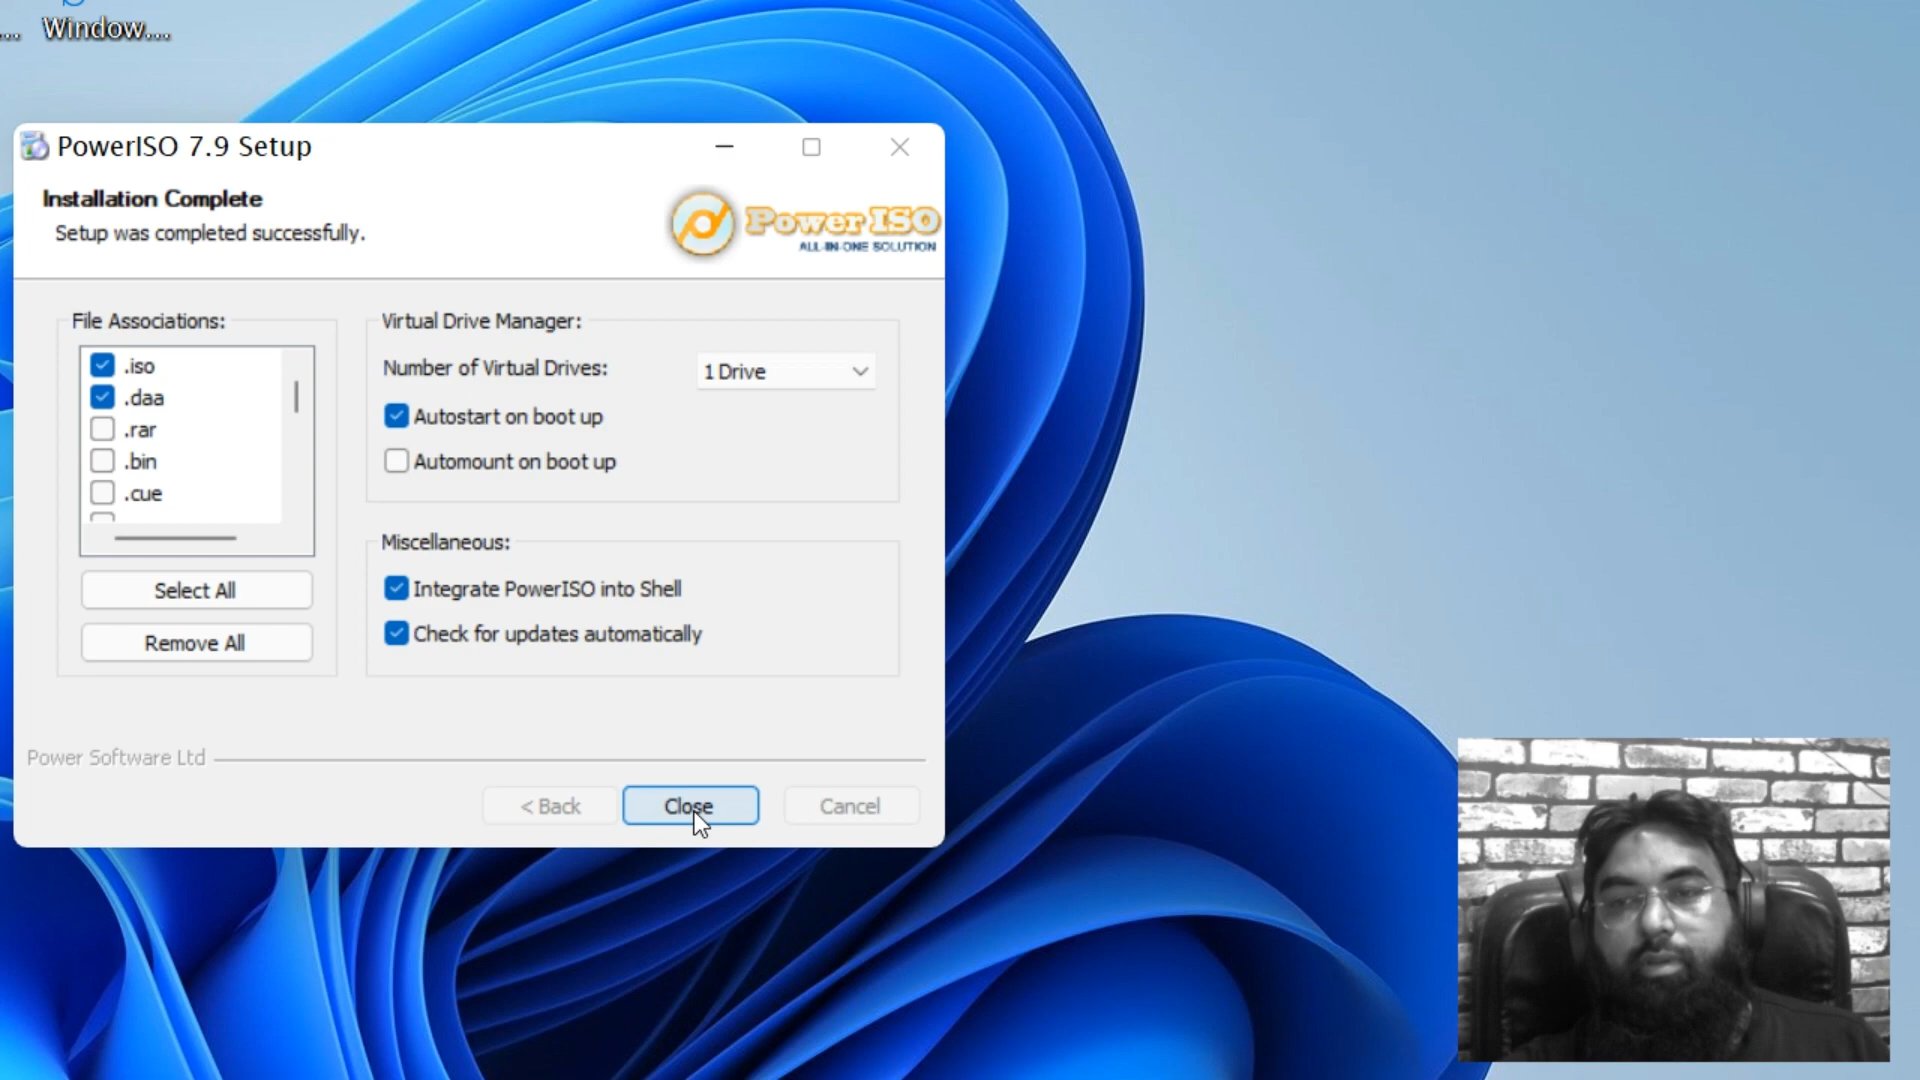 ... Window....
PowerISO 7.9 Setup
Installation Complete
Setup was completed successfully.
PowerISO
ALL-IN-ONE SOLUTION
File Associations:
.iso
.daa
.rar
.bin
.cue
Select All
Remove All
Virtual Drive Manager:
Number of Virtual Drives: 1 Drive
Autostart on boot up
Automount on boot up
Miscellaneous:
Integrate PowerISO into Shell
Check for updates automatically
Power Software Ltd
< Back Close Cancel